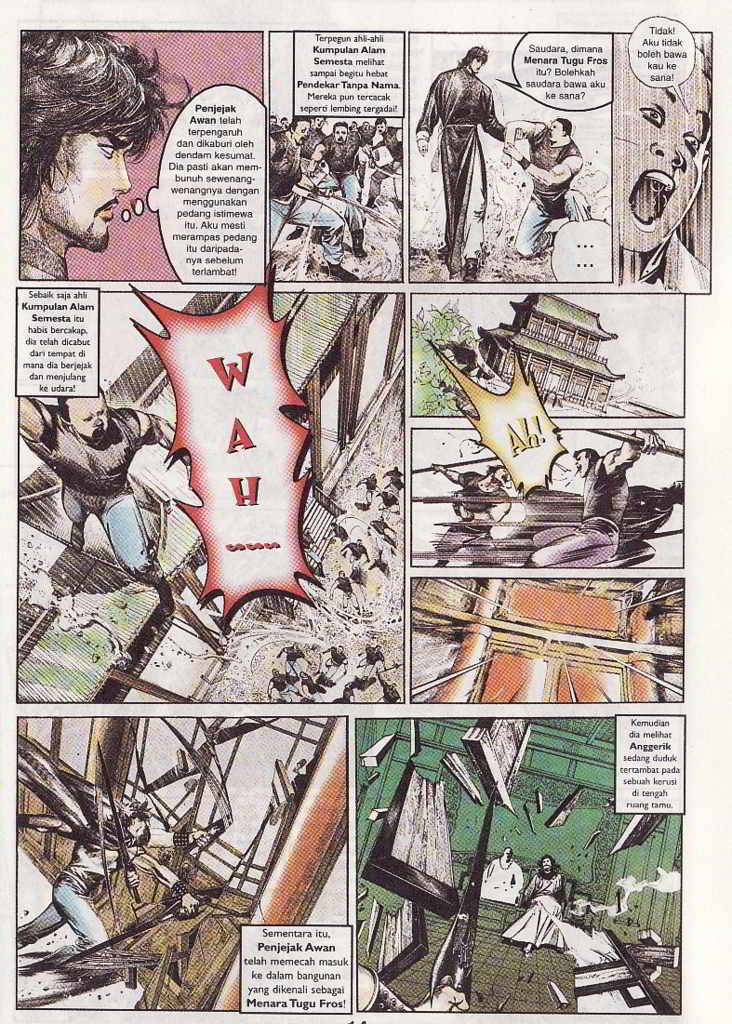 Penjejak
Awan telah
terpengaruh
dan dikaburi oleh
dendam kesumat.
Dia pasti akan mem-
bunuh sewenang-
wenangnya dengan
menggunakan
pedang istimewa
itu. Aku mesti
merampas pedang
itu daripada-
nya sebelum
terlambat!
Terpegun ahli-ahli
Kumpulan Alam
Semesta melihat
sampai begitu hebat
Pendekar Tanpa Nama.
Mereka pun tercacak
seperti lembing tergadai!
Saudara, dimana
Menara Tugu Fros
itu? Bolehkah
saudara bawa aku
ke sana?
...
...
Tidak!
Aku tidak
boleh bawa
kau ke
sana!
Sebaik saja ahli
Kumpulan Alam
Semesta itu
habis bercakap,
dia telah dicabut
dari tempat di
mana dia berjejak
dan menjulang
ke udara!
WAH
AH!
Sementara itu,
Penjejak Awan
telah memecah masuk
ke dalam bangunan
yang dikenali sebagai
Menara Tugu Fros!
Kemudian
dia melihat
Anggerik
sedang duduk
tertambat pada
sebuah kerusi
di tengah
ruang tamu.